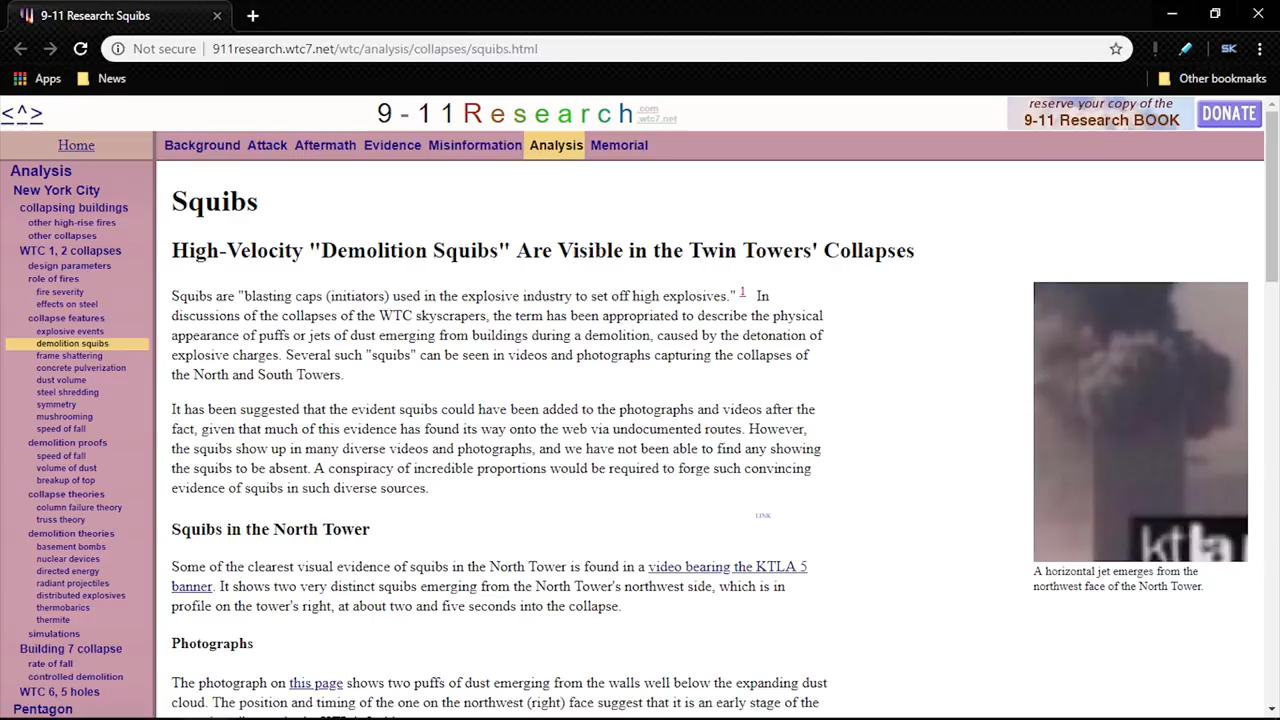 9-11 Research: Squibs
Not secure | 911research.wtc7.net/wtc/analysis/collapses/squibs.html
SK
Apps News Other bookmarks
<^>
9-11Research .com .wtc7.net
reserve your copy of the
9-11 Research BOOK
DONATE
Home
Background Attack Aftermath Evidence Misinformation Analysis Memorial
Analysis
New York City
collapsing buildings
other high-rise fires
other collapses
WTC 1, 2 collapses
design parameters
role of fires
fire severity
effects on steel
collapse features
explosive events
demolition squibs
frame shattering
concrete pulverization
dust volume
steel shredding
symmetry
mushrooming
speed of fall
demolition proofs
speed of fall
volume of dust
breakup of top
collapse theories
column failure theory
truss theory
demolition theories
basement bombs
nuclear devices
directed energy
radiant projectiles
distributed explosives
thermobarics
thermite
simulations
Building 7 collapse
rate of fall
controlled demolition
WTC 6, 5 holes
Pentagon
Squibs
High-Velocity "Demolition Squibs" Are Visible in the Twin Towers' Collapses
Squibs are "blasting caps (initiators) used in the explosive industry to set off high explosives." 1 In
discussions of the collapses of the WTC skyscrapers, the term has been appropriated to describe the physical
appearance of puffs or jets of dust emerging from buildings during a demolition, caused by the detonation of
explosive charges. Several such "squibs" can be seen in videos and photographs capturing the collapses of
the North and South Towers.
It has been suggested that the evident squibs could have been added to the photographs and videos after the
fact, given that much of this evidence has found its way onto the web via undocumented routes. However,
the squibs show up in many diverse videos and photographs, and we have not been able to find any showing
the squibs to be absent. A conspiracy of incredible proportions would be required to forge such convincing
evidence of squibs in such diverse sources.
LINK
Squibs in the North Tower
Some of the clearest visual evidence of squibs in the North Tower is found in a video bearing the KTLA 5
banner. It shows two very distinct squibs emerging from the North Tower's northwest side, which is in
profile on the tower's right, at about two and five seconds into the collapse.
Photographs
The photograph on this page shows two puffs of dust emerging from the walls well below the expanding dust
cloud. The position and timing of the one on the northwest (right) face suggest that it is an early stage of the
ktla
A horizontal jet emerges from the
northwest face of the North Tower.